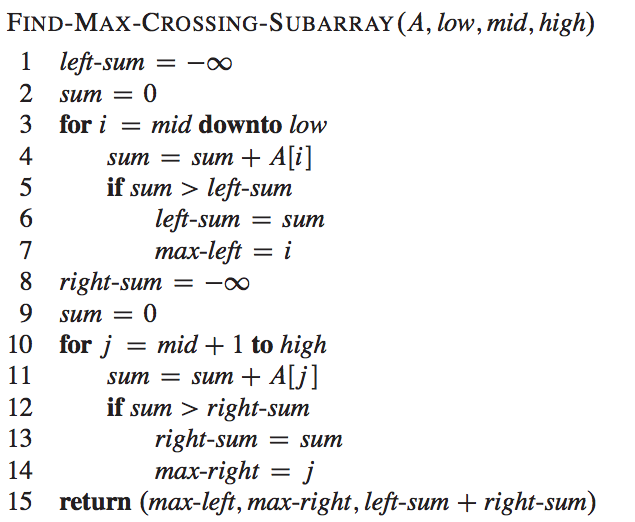 FIND-MAX-CROSSING-SUBARRAY(A, low, mid, high)
1 left-sum = −∞
2 sum = 0
3 for i = mid downto low
4 sum = sum + A[i]
5 if sum > left-sum
6 left-sum = sum
7 max-left = i
8 right-sum = −∞
9 sum = 0
10 for j = mid + 1 to high
11 sum = sum + A[j]
12 if sum > right-sum
13 right-sum = sum
14 max-right = j
15 return (max-left, max-right, left-sum + right-sum)